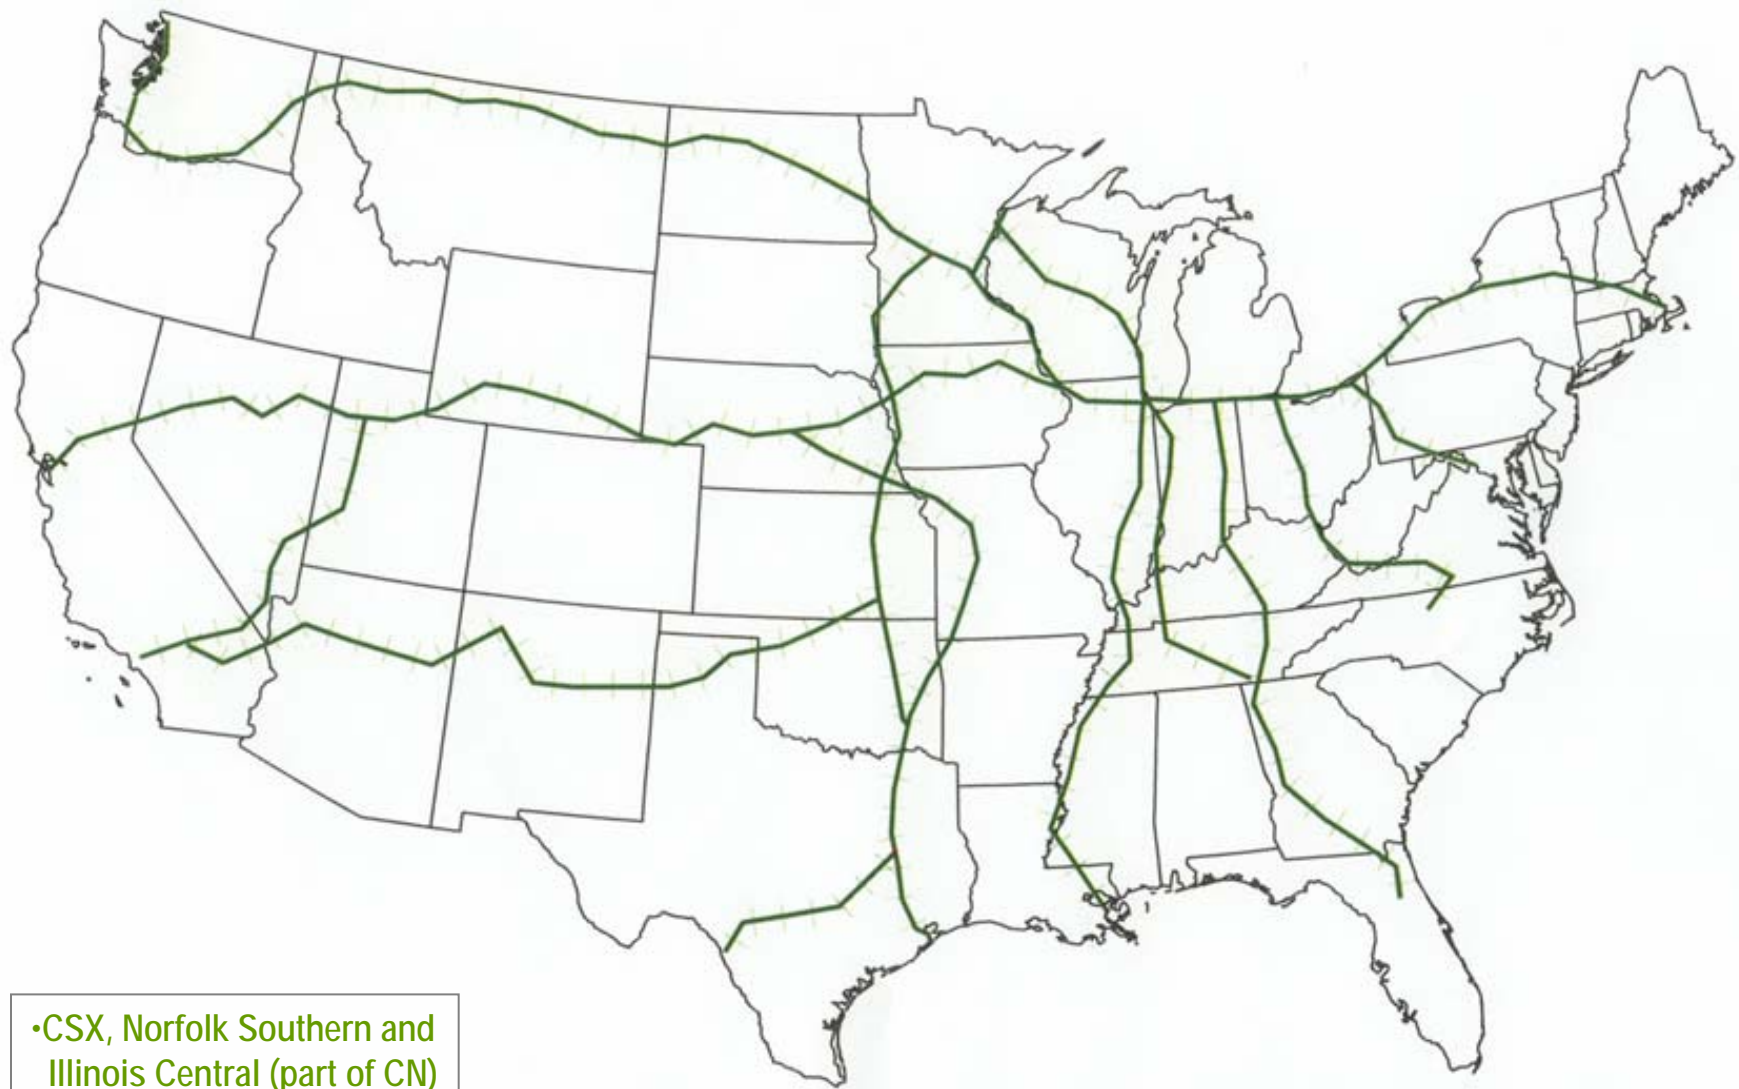 •CSX, Norfolk Southern and
Illinois Central (part of CN)